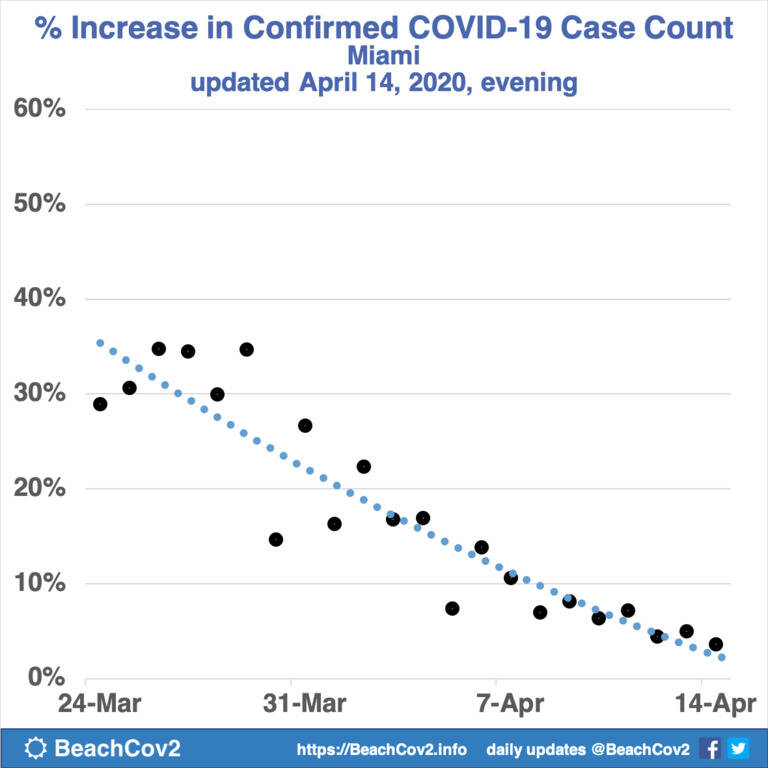 % Increase in Confirmed COVID-19 Case Count
Miami
updated April 14, 2020, evening
60%
50%
40%
30%
20%
10%
0%
24-Mar 31-Mar 7-Apr 14-Apr
BeachCov2 https://BeachCov2.info daily updates @BeachCov2